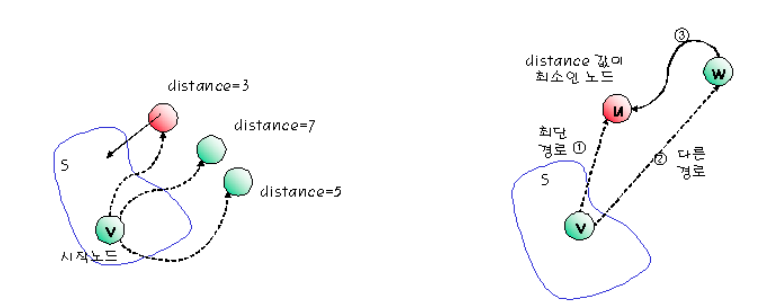 distance=3
distance=7
distance=5
S
V
시작노드
distance 값이
최소인 노드
③
W
u
최단
경로 ①
② 다른
경로
S
V